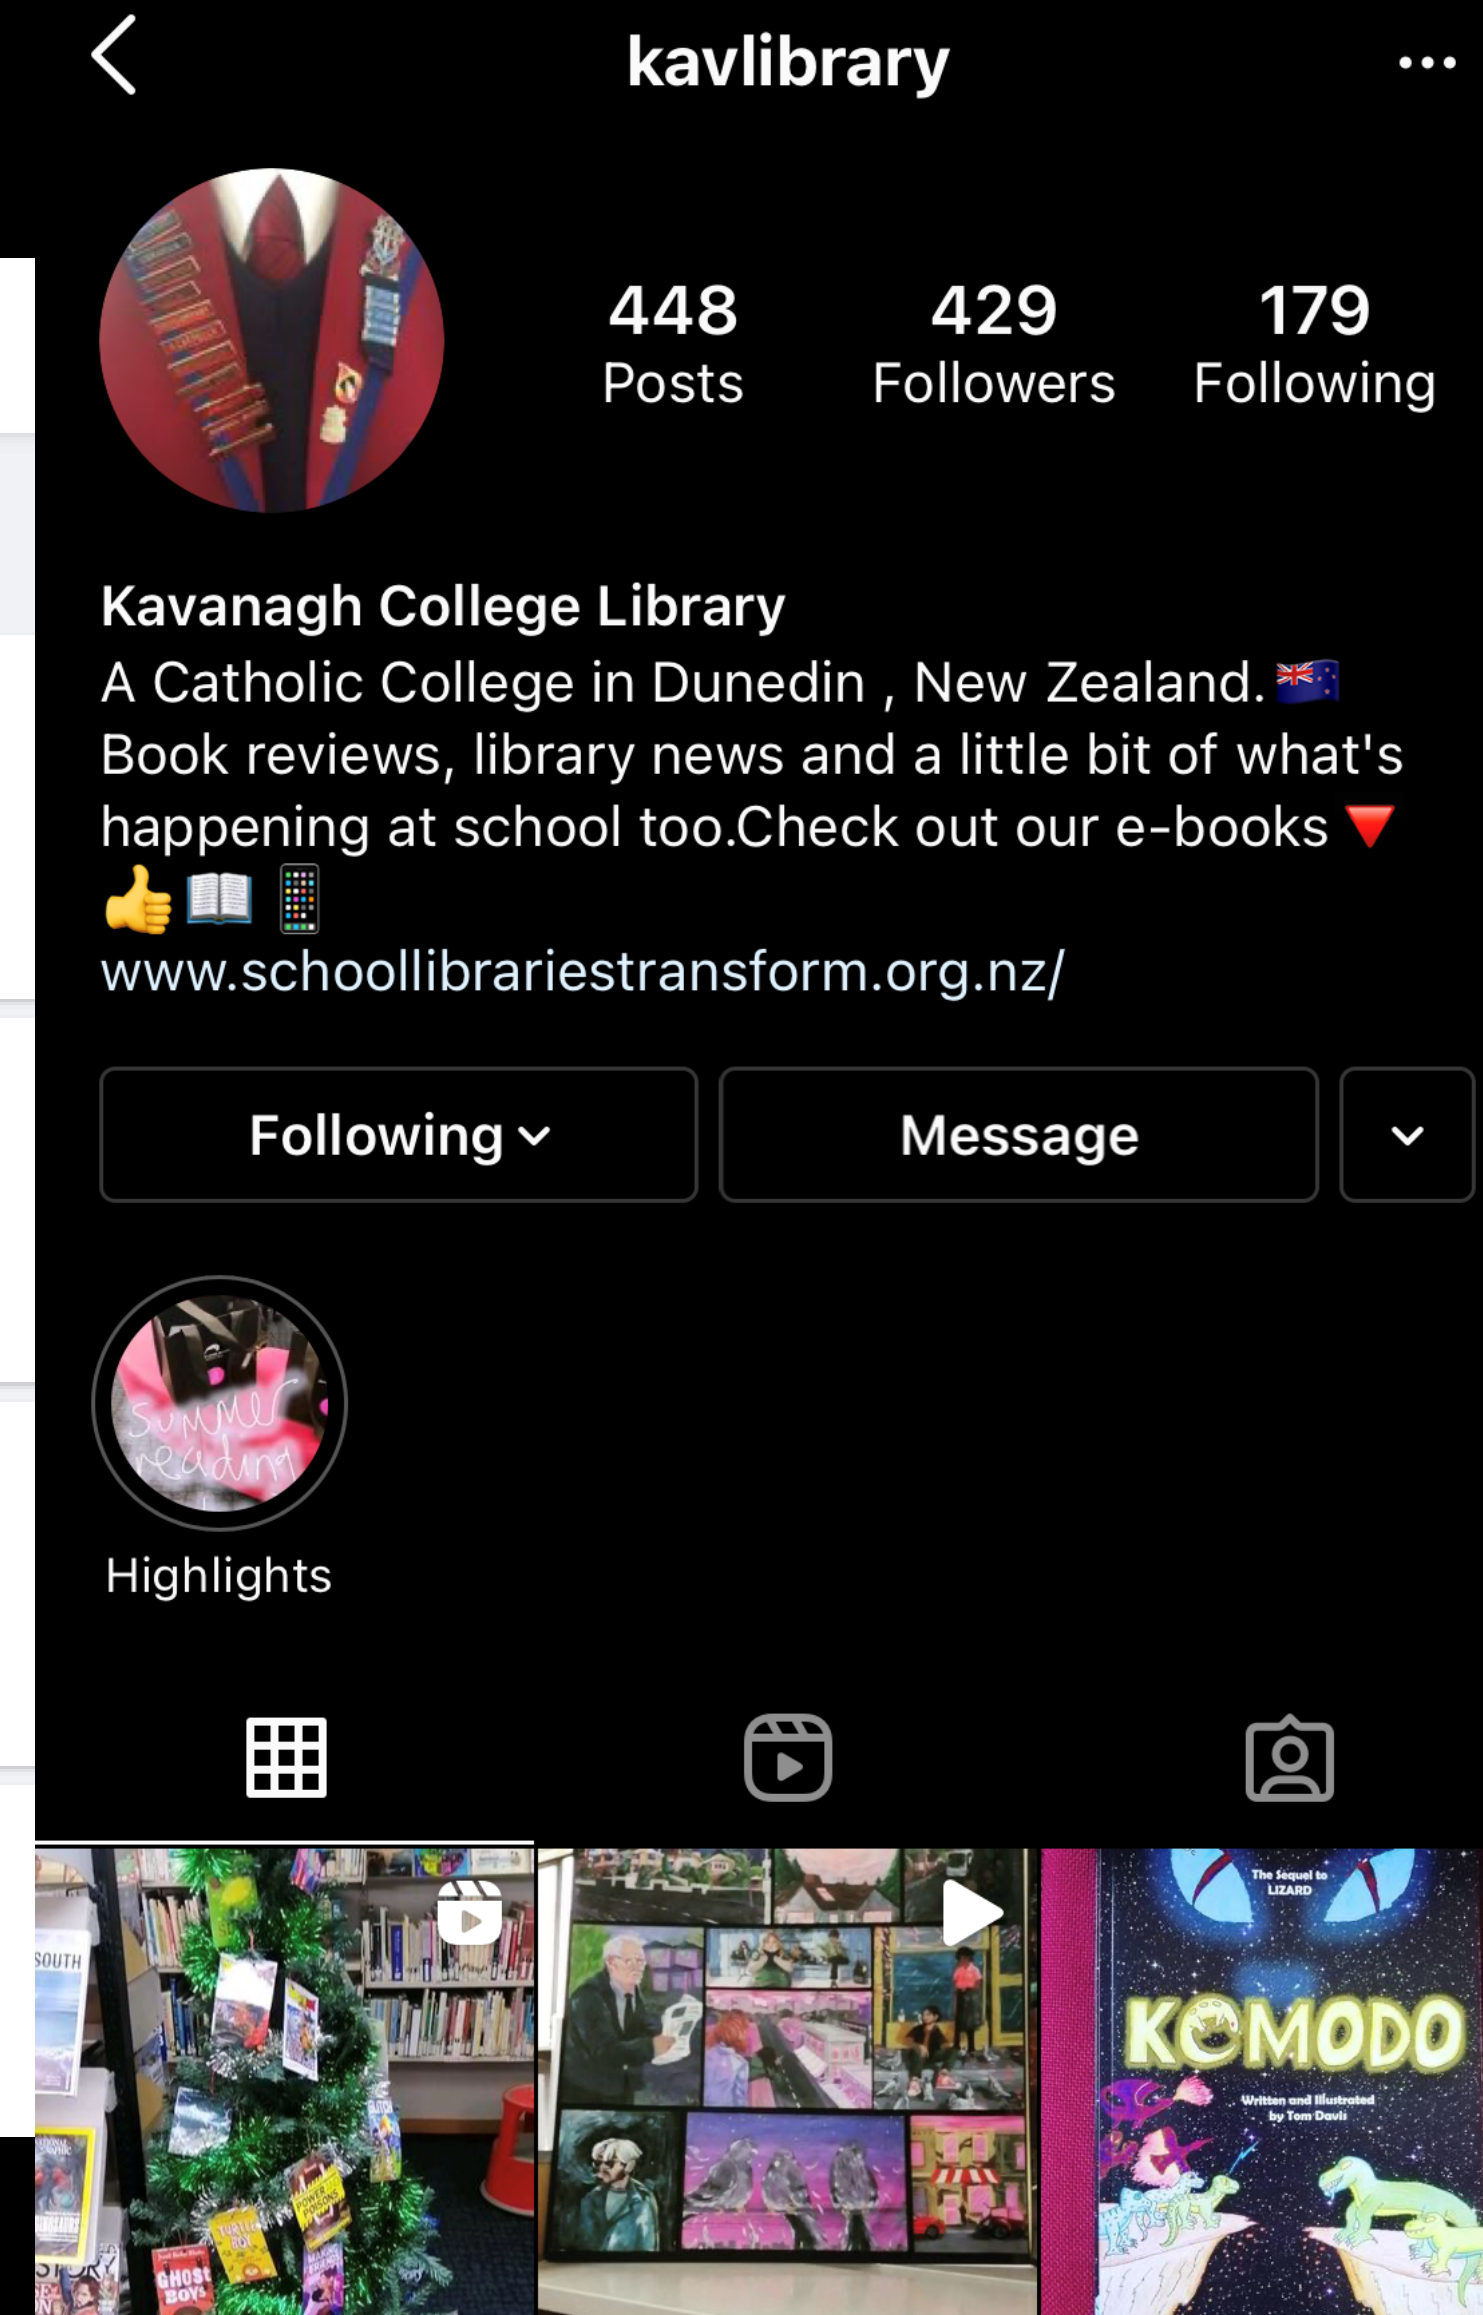 kavlibrary
448
429
179
Posts
Followers
Following
Kavanagh College Library
A Catholic College in Dunedin , New Zealand. 🇳🇿
Book reviews, library news and a little bit of what's
happening at school too.Check out our e-books 🔻
👍📖📱
www.schoollibrariestransform.org.nz/
Following
Message
summer
reading
Highlights
SOUTH
The Sequel to
LIZARD
KOMODO
Written and Illustrated
by Tom Davis
GHOST
BOYS